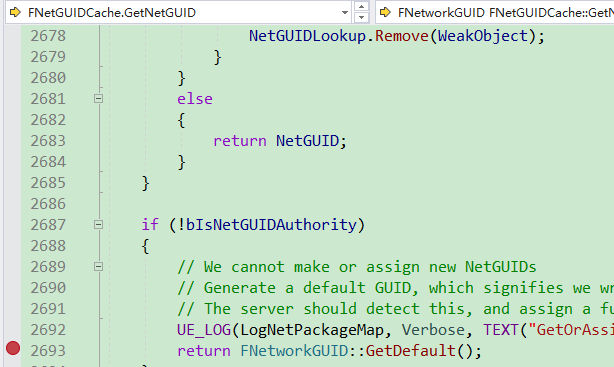 FNetGUIDCache.GetNetGUID
FNetworkGUID FNetGUIDCache::GetN
2678 NetGUIDLookup.Remove(WeakObject);
2679 }
2680 }
2681 else
2682 {
2683 return NetGUID;
2684 }
2685 }
2686
2687 if (!bIsNetGUIDAuthority)
2688 {
2689 // We cannot make or assign new NetGUIDs
2690 // Generate a default GUID, which signifies we wr
2691 // The server should detect this, and assign a fu
2692 UE_LOG(LogNetPackageMap, Verbose, TEXT("GetOrAssi
2693 return FNetworkGUID::GetDefault();